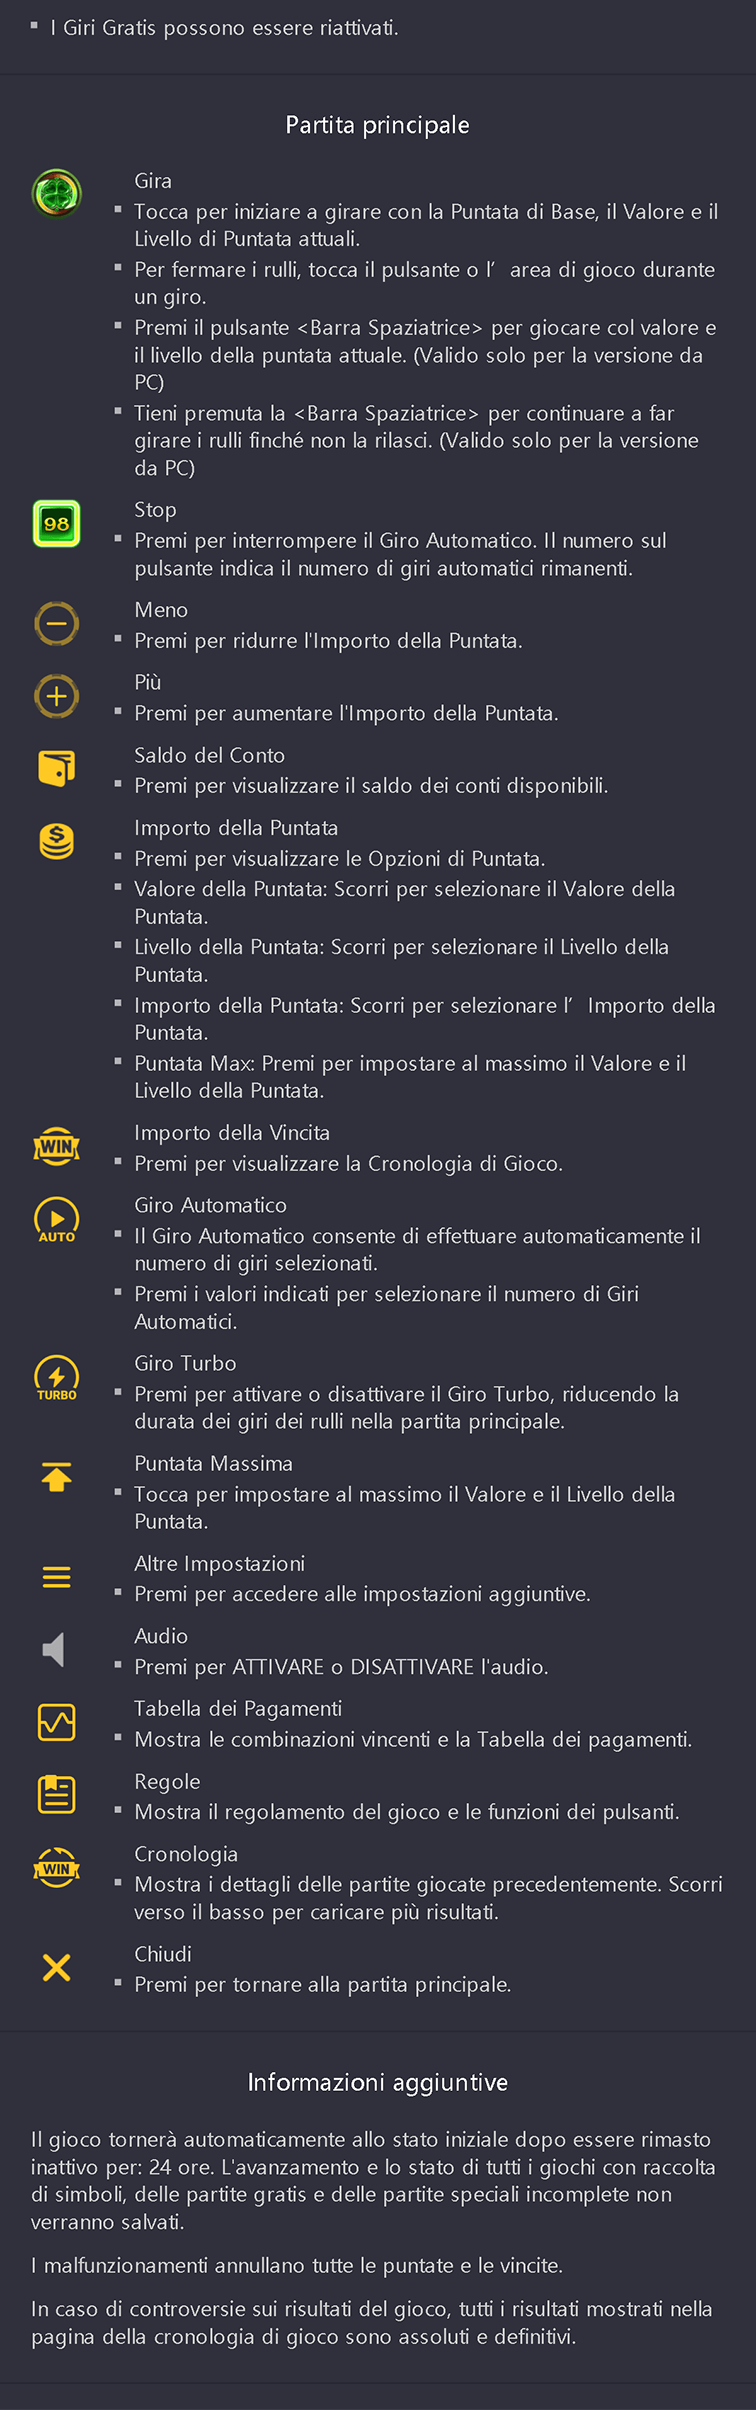 ▪ I Giri Gratis possono essere riattivati.
Partita principale
Gira
▪ Tocca per iniziare a girare con la Puntata di Base, il Valore e il
Livello di Puntata attuali.
▪ Per fermare i rulli, tocca il pulsante o l’ area di gioco durante
un giro.
▪ Premi il pulsante <Barra Spaziatrice> per giocare col valore e
il livello della puntata attuale. (Valido solo per la versione da
PC)
▪ Tieni premuta la <Barra Spaziatrice> per continuare a far
girare i rulli finché non la rilasci. (Valido solo per la versione
da PC)
98
Stop
▪ Premi per interrompere il Giro Automatico. Il numero sul
pulsante indica il numero di giri automatici rimanenti.
Meno
▪ Premi per ridurre l'Importo della Puntata.
Più
▪ Premi per aumentare l'Importo della Puntata.
Saldo del Conto
▪ Premi per visualizzare il saldo dei conti disponibili.
$
Importo della Puntata
▪ Premi per visualizzare le Opzioni di Puntata.
▪ Valore della Puntata: Scorri per selezionare il Valore della
Puntata.
▪ Livello della Puntata: Scorri per selezionare il Livello della
Puntata.
▪ Importo della Puntata: Scorri per selezionare l’ Importo della
Puntata.
▪ Puntata Max: Premi per impostare al massimo il Valore e il
Livello della Puntata.
WIN
Importo della Vincita
▪ Premi per visualizzare la Cronologia di Gioco.
AUTO
Giro Automatico
▪ Il Giro Automatico consente di effettuare automaticamente il
numero di giri selezionati.
▪ Premi i valori indicati per selezionare il numero di Giri
Automatici.
TURBO
Giro Turbo
▪ Premi per attivare o disattivare il Giro Turbo, riducendo la
durata dei giri dei rulli nella partita principale.
Puntata Massima
▪ Tocca per impostare al massimo il Valore e il Livello della
Puntata.
Altre Impostazioni
▪ Premi per accedere alle impostazioni aggiuntive.
Audio
▪ Premi per ATTIVARE o DISATTIVARE l'audio.
Tabella dei Pagamenti
▪ Mostra le combinazioni vincenti e la Tabella dei pagamenti.
Regole
▪ Mostra il regolamento del gioco e le funzioni dei pulsanti.
WIN
Cronologia
▪ Mostra i dettagli delle partite giocate precedentemente. Scorri
verso il basso per caricare più risultati.
Chiudi
▪ Premi per tornare alla partita principale.
Informazioni aggiuntive
Il gioco tornerà automaticamente allo stato iniziale dopo essere rimasto
inattivo per: 24 ore. L'avanzamento e lo stato di tutti i giochi con raccolta
di simboli, delle partite gratis e delle partite speciali incomplete non
verranno salvati.
I malfunzionamenti annullano tutte le puntate e le vincite.
In caso di controversie sui risultati del gioco, tutti i risultati mostrati nella
pagina della cronologia di gioco sono assoluti e definitivi.